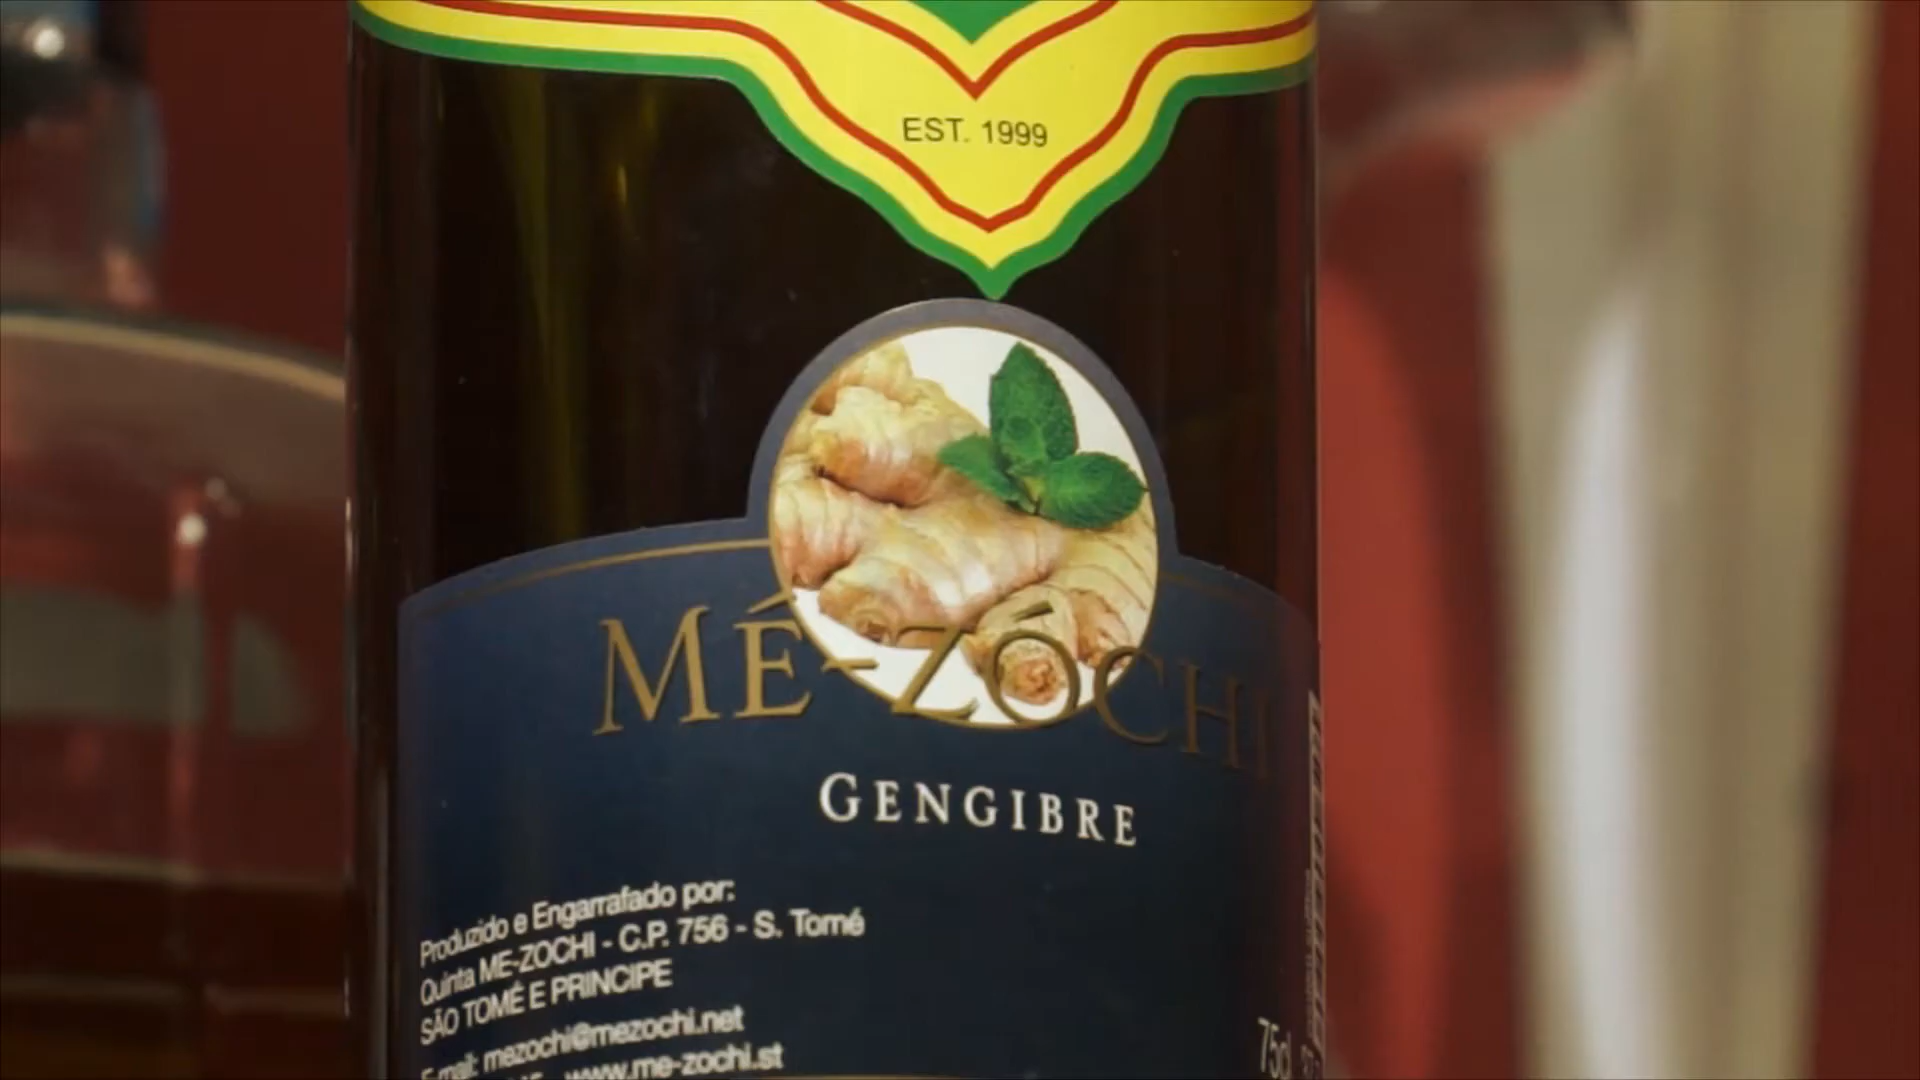 EST. 1999
MÉ-ZÓCHI
GENGIBRE
Produzido e Engarrafado por:
Quinta ME-ZOCHI - C.P. 756 - S. Tomé
SÃO TOMÉ E PRINCIPE
E-mail: mezochi@mezochi.net
www.me-zochi.st
75cl